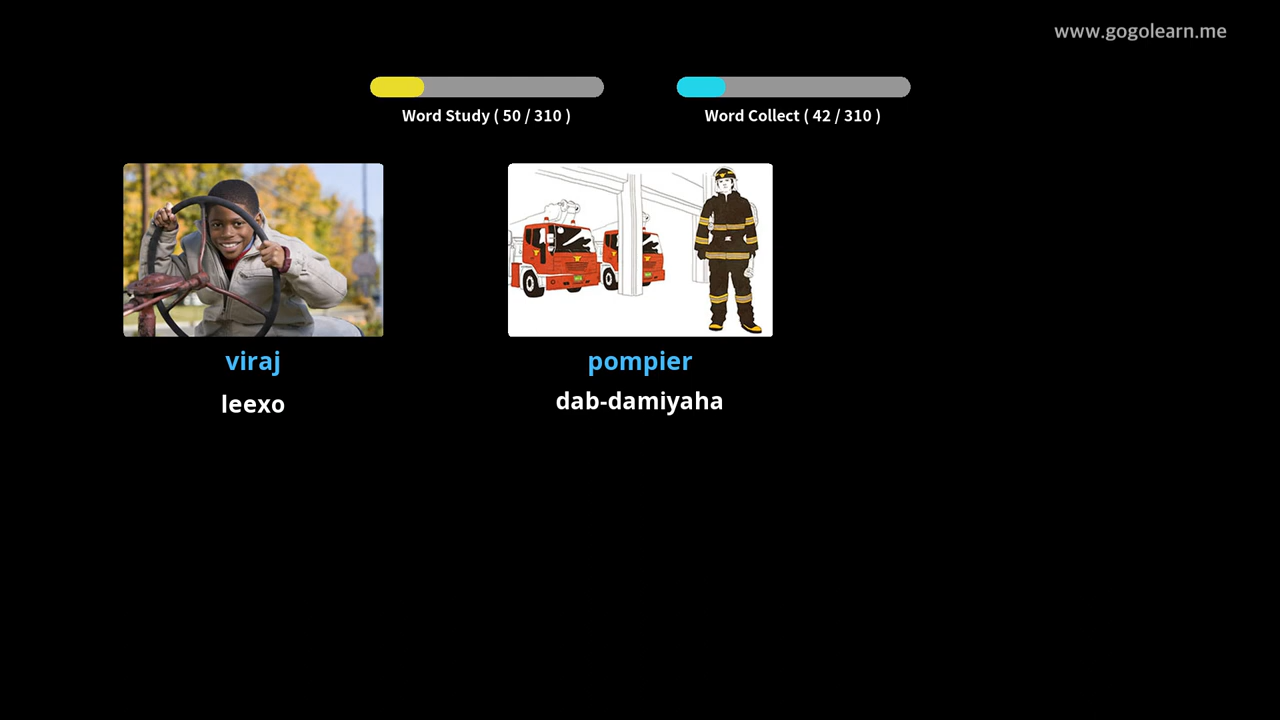 www.gogolearn.me
Word Study ( 50 / 310 )
Word Collect ( 42 / 310 )
viraj
leexo
pompier
dab-damiyaha